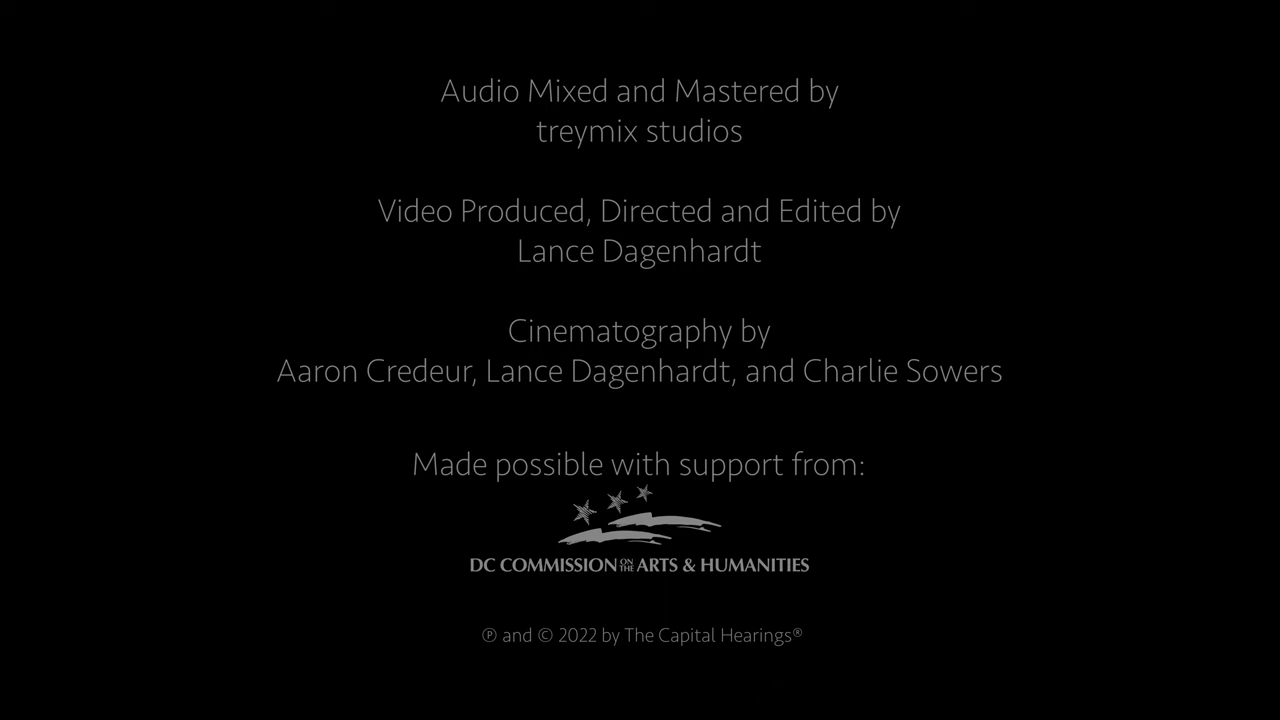 Audio Mixed and Mastered by
treymix studios
Video Produced, Directed and Edited by
Lance Dagenhardt
Cinematography by
Aaron Credeur, Lance Dagenhardt, and Charlie Sowers
Made possible with support from:
DC COMMISSION ON THE ARTS & HUMANITIES
℗ and © 2022 by The Capital Hearings®